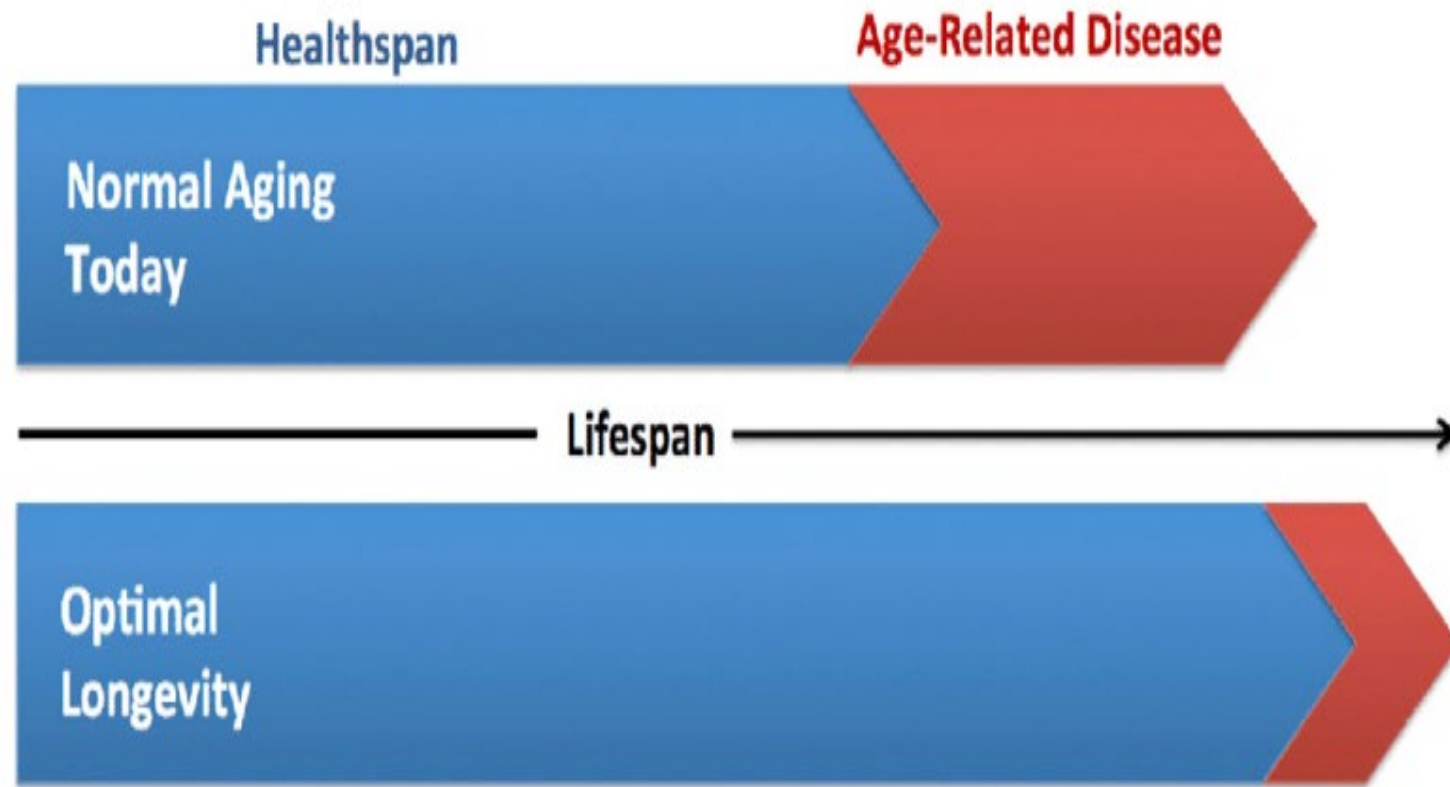 Healthspan
Age-Related Disease
Normal Aging
Today
Lifespan
Optimal
Longevity